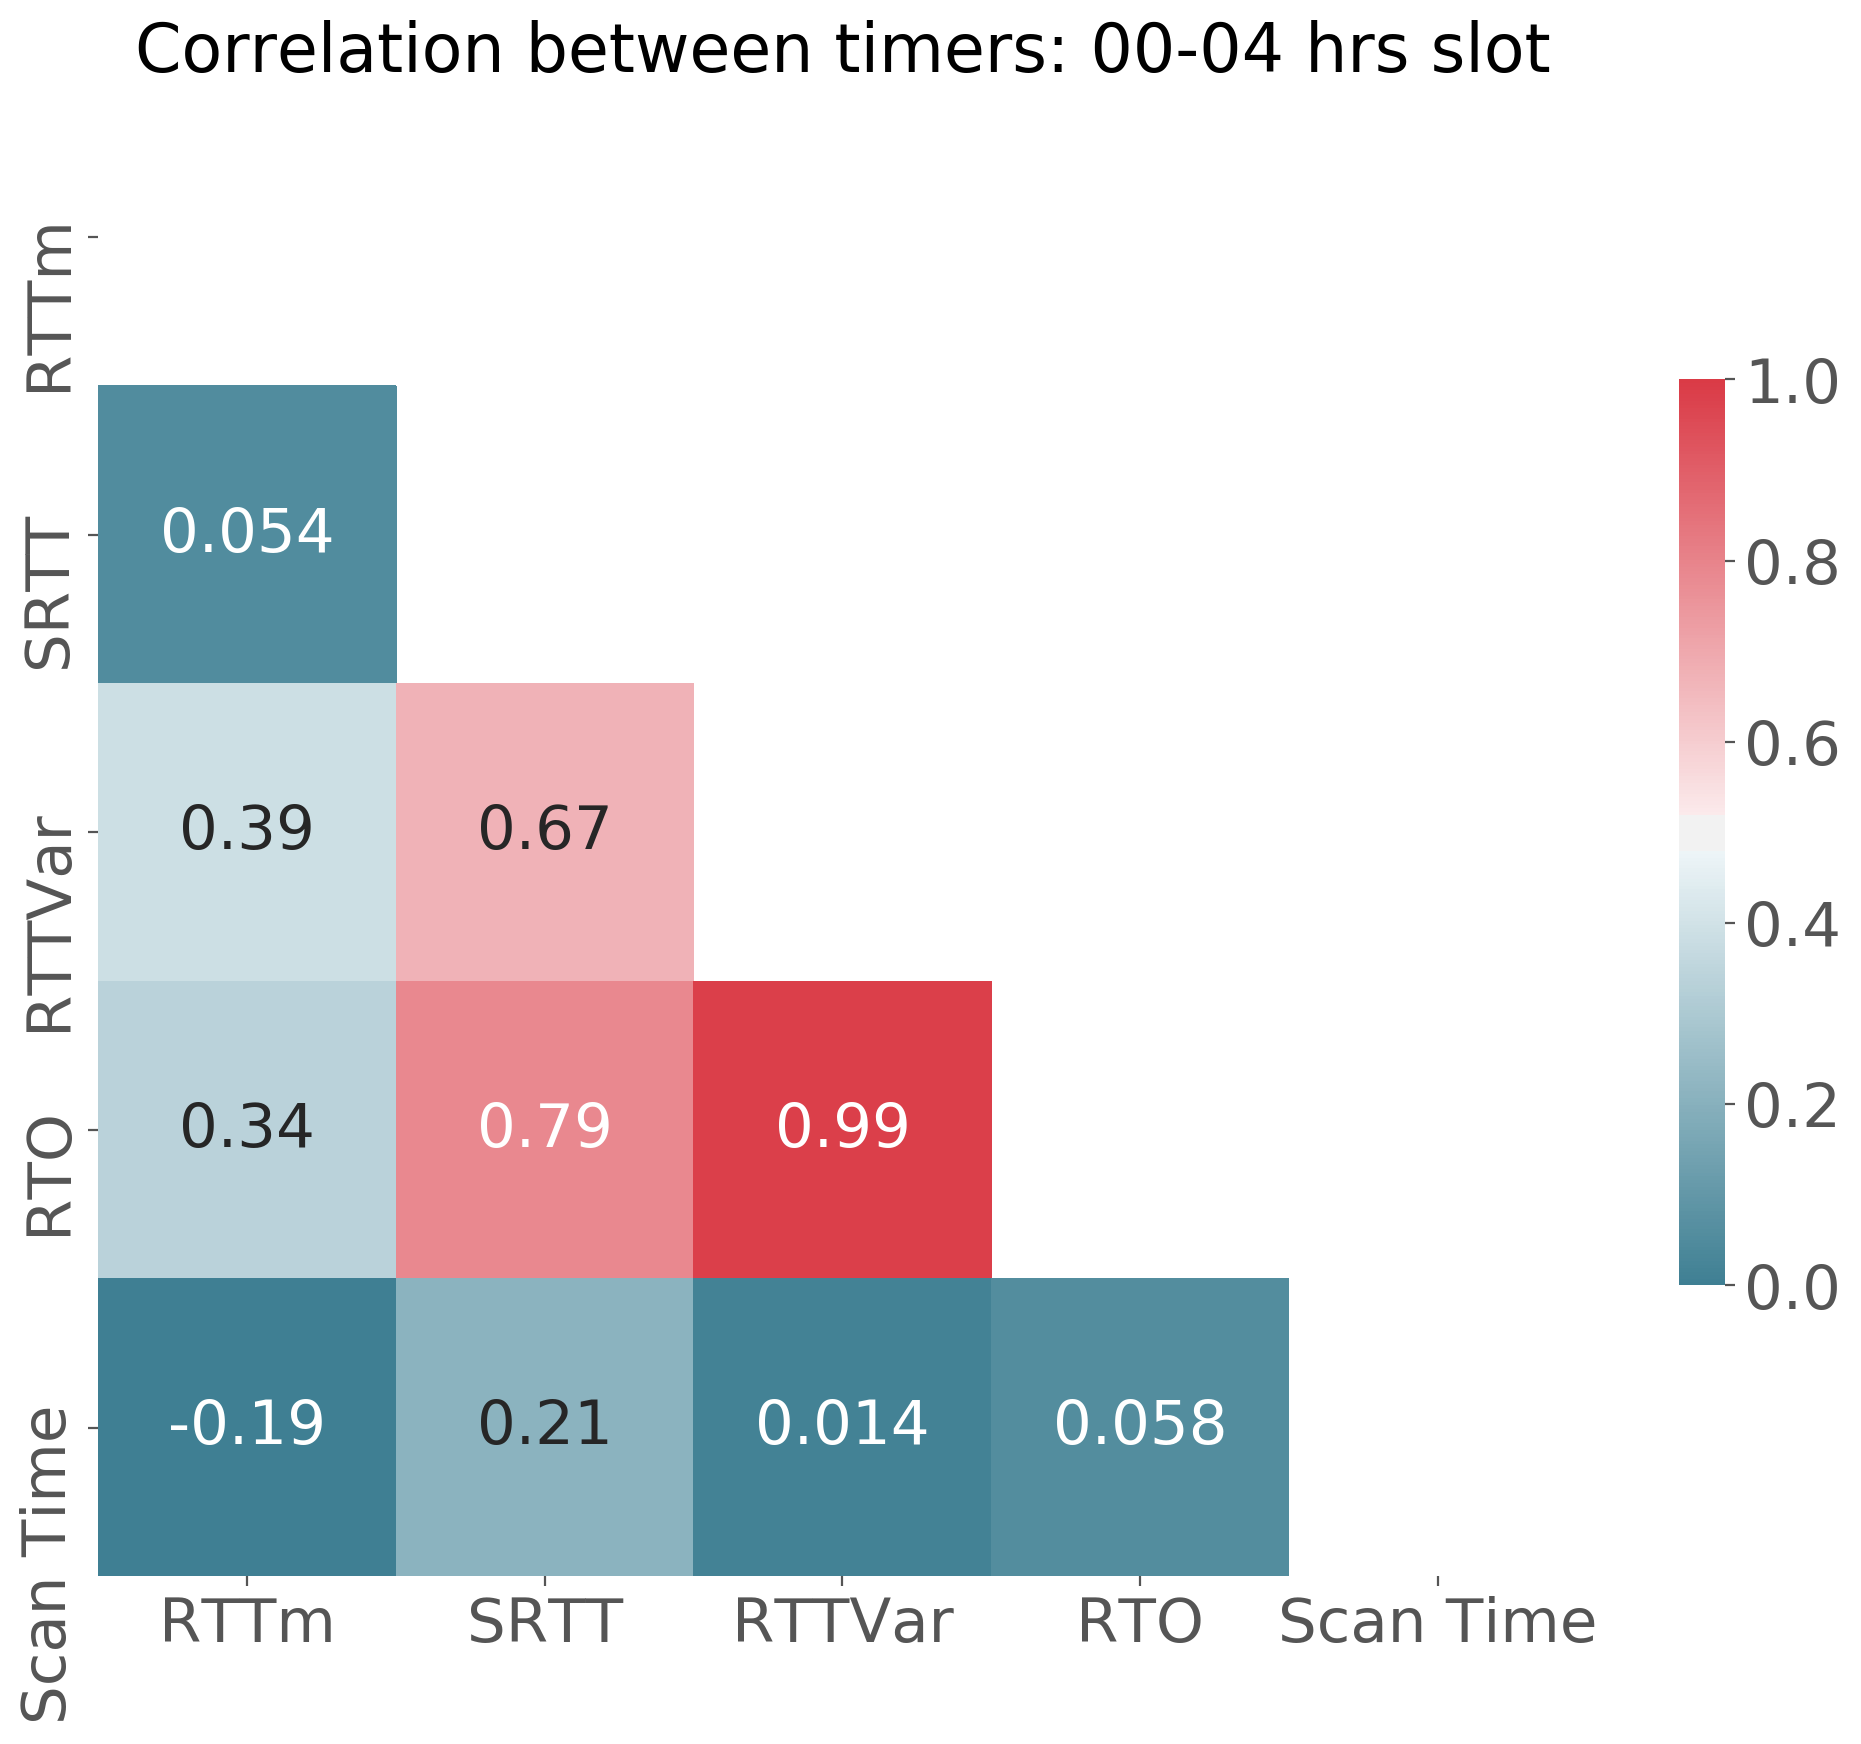 Correlation between timers: 00-04 hrs slot
RTTm
SRTT
0.054
RTTVar
0.39 0.67
RTO
0.34 0.79 0.99
Scan Time
-0.19 0.21 0.014 0.058
RTTm SRTT RTTVar RTO Scan Time
1.0
0.8
0.6
0.4
0.2
0.0